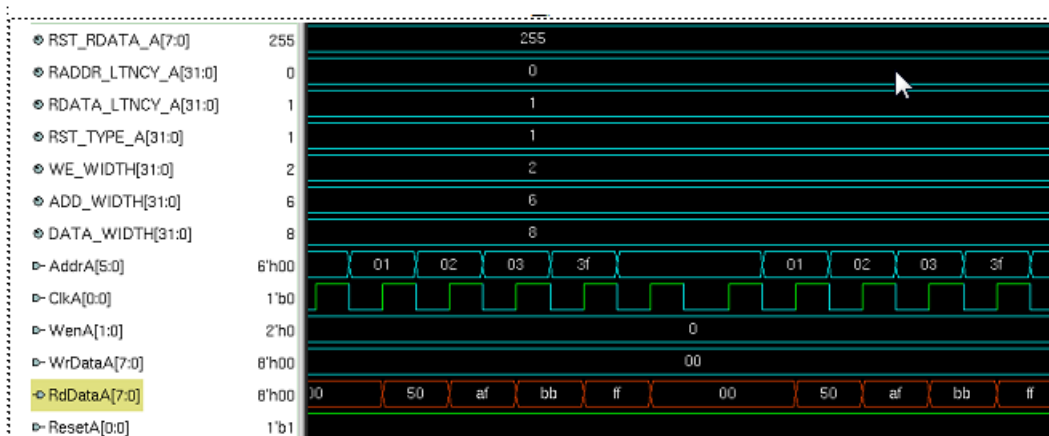 RST_RDATA_A[7:0] 255 255
RADDR_LTNCY_A[31:0] 0 0
RDATA_LTNCY_A[31:0] 1 1
RST_TYPE_A[31:0] 1 1
WE_WIDTH[31:0] 2 2
ADD_WIDTH[31:0] 6 6
DATA_WIDTH[31:0] 8 8
AddrA[5:0] 6'h00 01 02 03 3f 01 02 03 3f
ClkA[0:0] 1'b0
WenA[1:0] 2'h0 0
WrDataA[7:0] 8'h00 00
RdDataA[7:0] 8'h00 00 50 af bb ff 00 50 af bb ff
ResetA[0:0] 1'b1